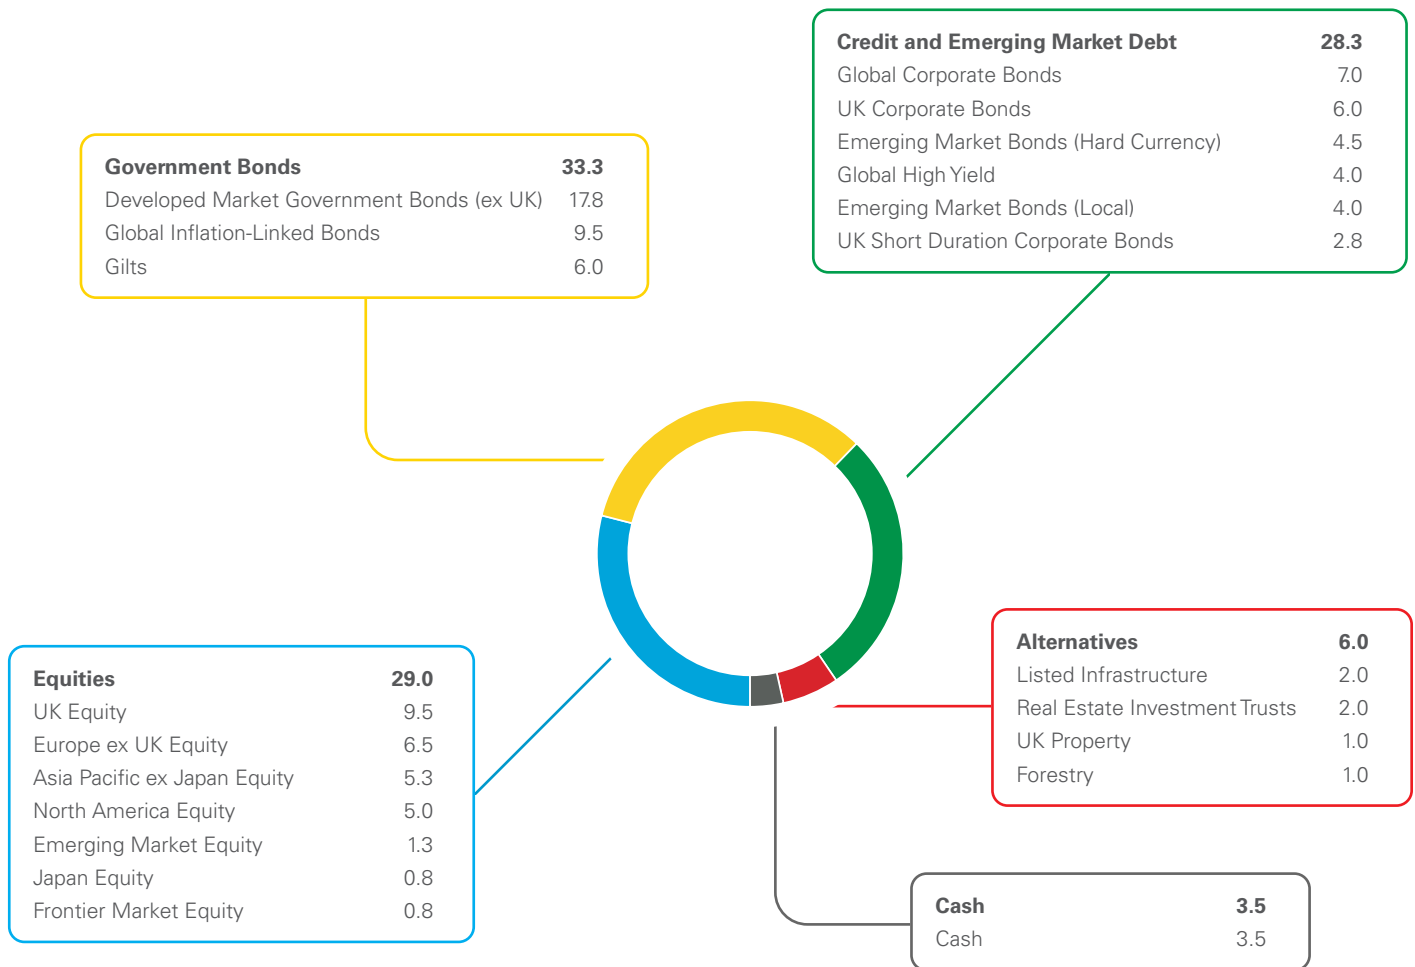 Credit and Emerging Market Debt 28.3
Global Corporate Bonds 7.0
UK Corporate Bonds 6.0
Emerging Market Bonds (Hard Currency) 4.5
Global High Yield 4.0
Emerging Market Bonds (Local) 4.0
UK Short Duration Corporate Bonds 2.8
Government Bonds 33.3
Developed Market Government Bonds (ex UK) 17.8
Global Inflation-Linked Bonds 9.5
Gilts 6.0
Equities 29.0
UK Equity 9.5
Europe ex UK Equity 6.5
Asia Pacific ex Japan Equity 5.3
North America Equity 5.0
Emerging Market Equity 1.3
Japan Equity 0.8
Frontier Market Equity 0.8
Alternatives 6.0
Listed Infrastructure 2.0
Real Estate Investment Trusts 2.0
UK Property 1.0
Forestry 1.0
Cash 3.5
Cash 3.5